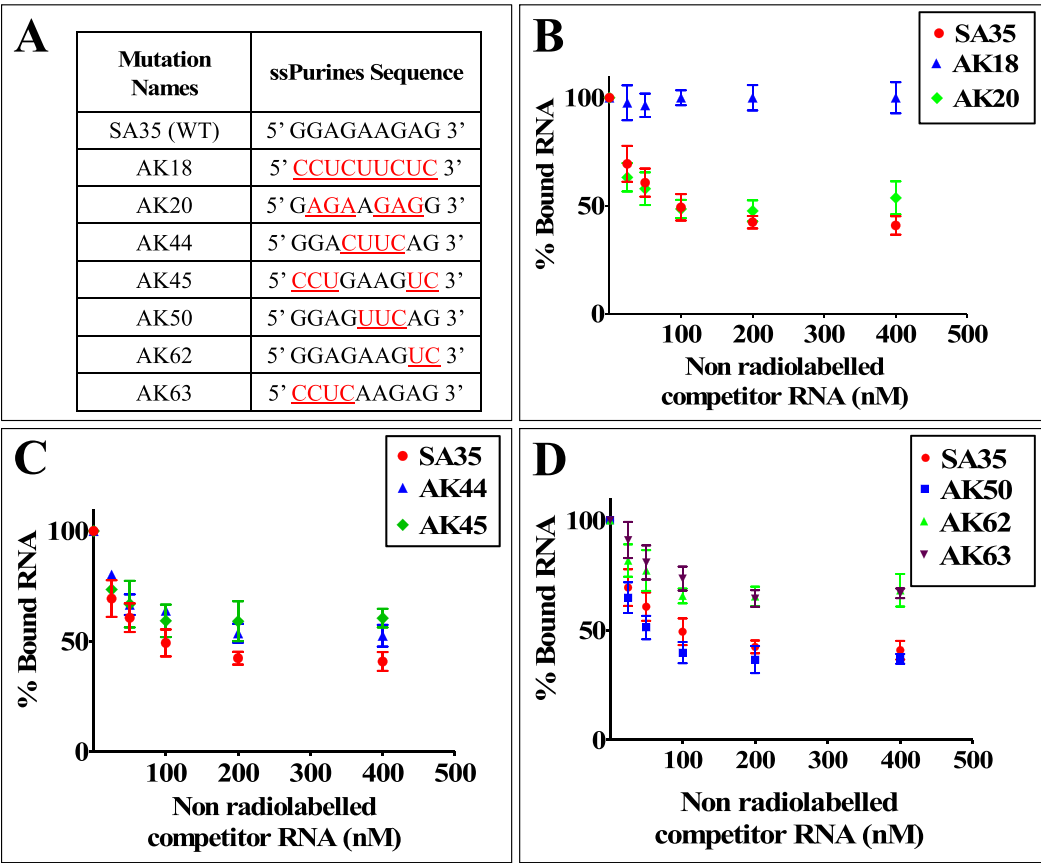 A
Mutation Names ssPurines Sequence
SA35 (WT) 5’ GGAGAAGAG 3’
AK18 5’ CCUCUUCUC 3’
AK20 5’ GAGAAGAGG 3’
AK44 5’ GGACUUCAG 3’
AK45 5’ CCUGAAGUC 3’
AK50 5’ GGAGUUCAG 3’
AK62 5’ GGAGAAGUC 3’
AK63 5’ CCUCAAGAG 3’
B
SA35
AK18
AK20
% Bound RNA
100
50
0
100 200 300 400 500
Non radiolabelled
competitor RNA (nM)
C
SA35
AK44
AK45
% Bound RNA
100
50
0
100 200 300 400 500
Non radiolabelled
competitor RNA (nM)
D
SA35
AK50
AK62
AK63
% Bound RNA
100
50
0
100 200 300 400 500
Non radiolabelled
competitor RNA (nM)